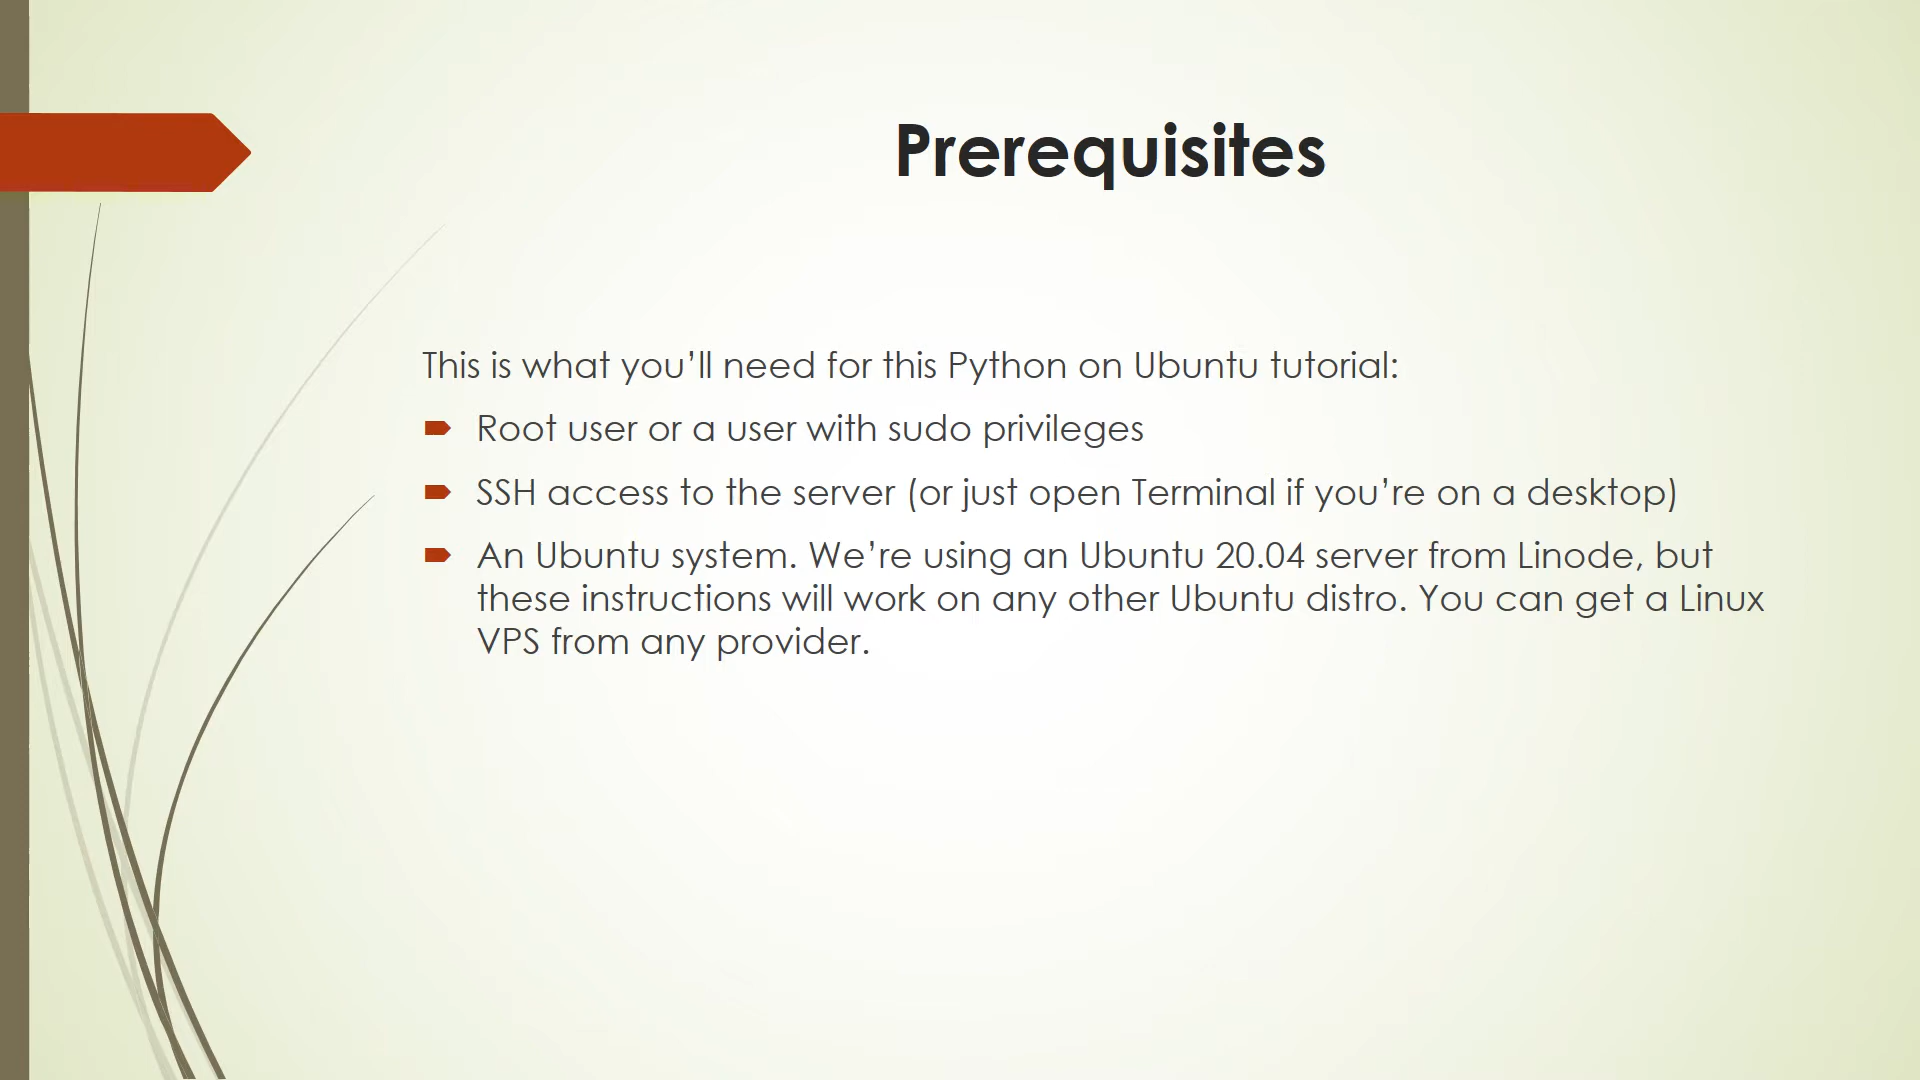 Prerequisites
This is what you’ll need for this Python on Ubuntu tutorial:
Root user or a user with sudo privileges
SSH access to the server (or just open Terminal if you’re on a desktop)
An Ubuntu system. We’re using an Ubuntu 20.04 server from Linode, but
these instructions will work on any other Ubuntu distro. You can get a Linux
VPS from any provider.